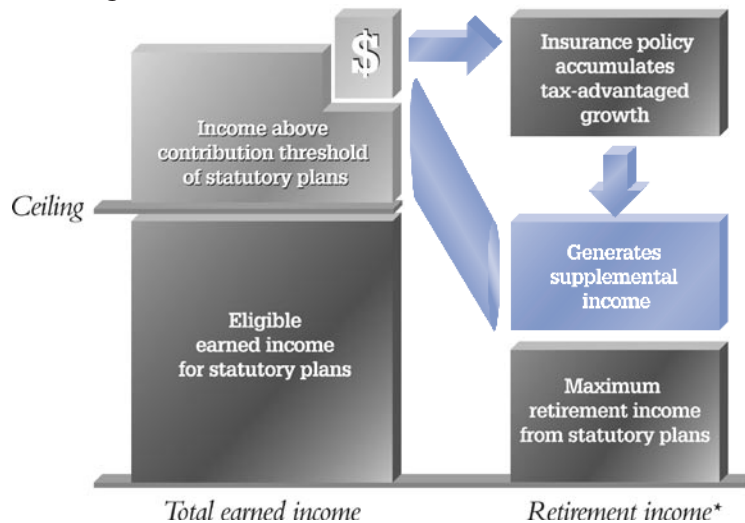 $
Insurance policy
accumulates
tax-advantaged
growth
Income above
contribution threshold
of statutory plans
Ceiling
Generates
supplemental
income
Eligible
earned income
for statutory plans
Maximum
retirement income
from statutory plans
Total earned income
Retirement income*